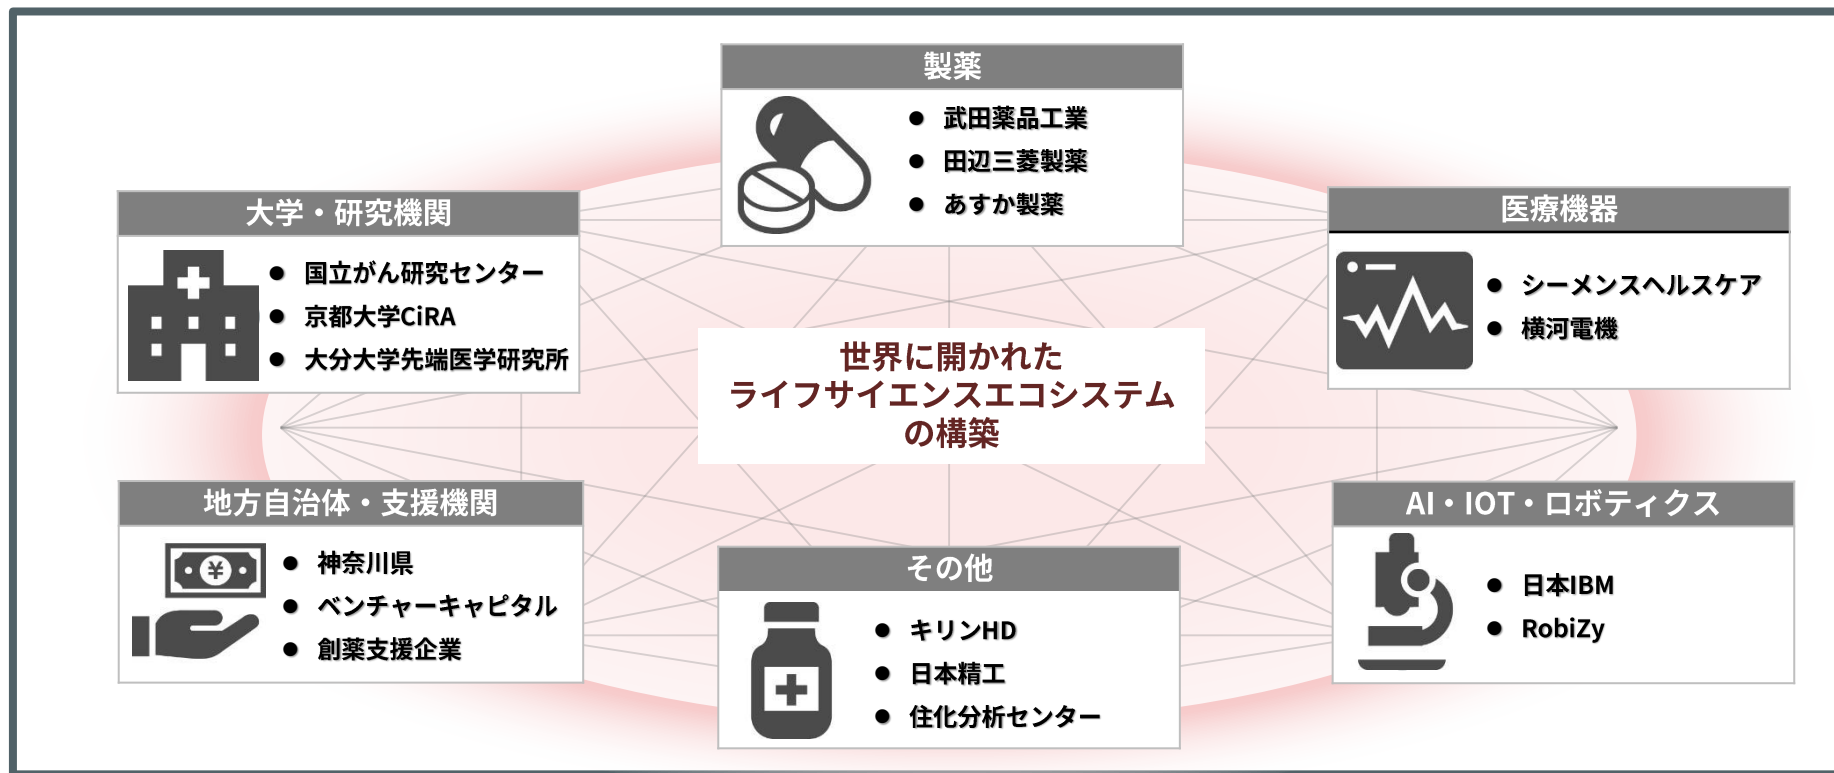 製薬
武田薬品工業
田辺三菱製薬
あすか製薬
大学・研究機関
国立がん研究センター
京都大学CiRA
大分大学先端医学研究所
医療機器
シーメンスヘルスケア
横河電機
世界に開かれた
ライフサイエンスエコシステム
の構築
地方自治体・支援機関
神奈川県
ベンチャーキャピタル
創薬支援企業
その他
キリンHD
日本精工
住化分析センター
AI・IOT・ロボティクス
日本IBM
RobiZy